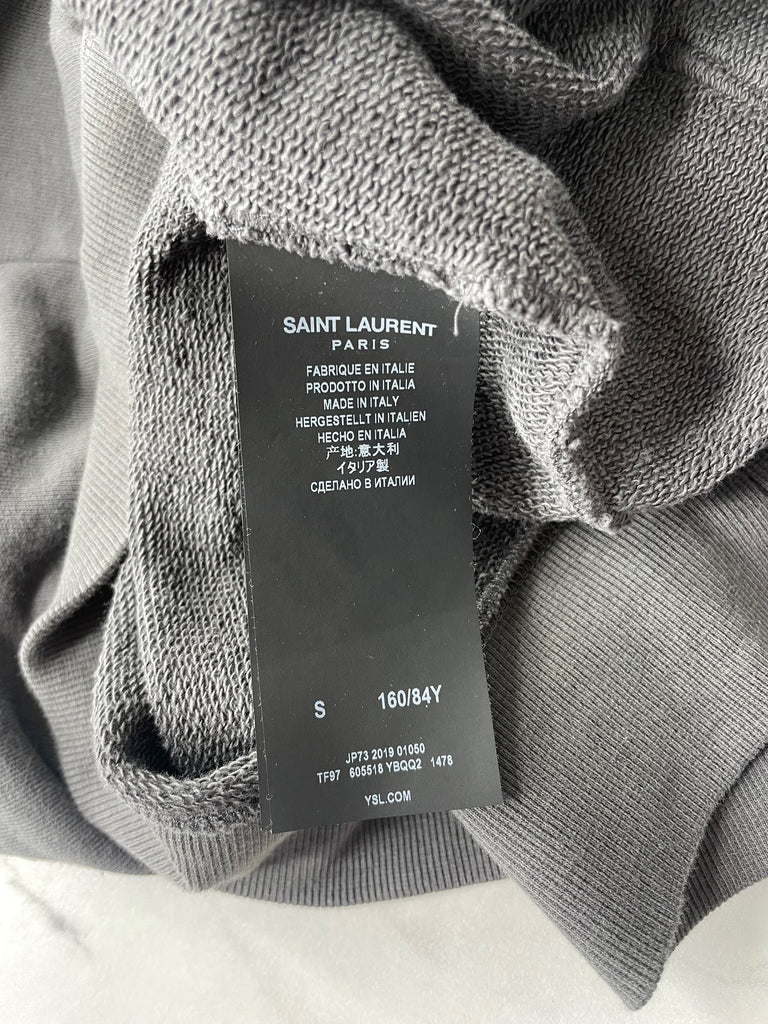 SAINT LAURENT
PARIS
FABRIQUE EN ITALIE
PRODOTTO IN ITALIA
MADE IN ITALY
HERGESTELLT IN ITALIEN
HECHO EN ITALIA
产地:意大利
イタリア製
СДЕЛАНО В ИТАЛИИ
S 160/84Y
JP73 2019 01050
TF97 605518 YBQQ2 1478
YSL.COM